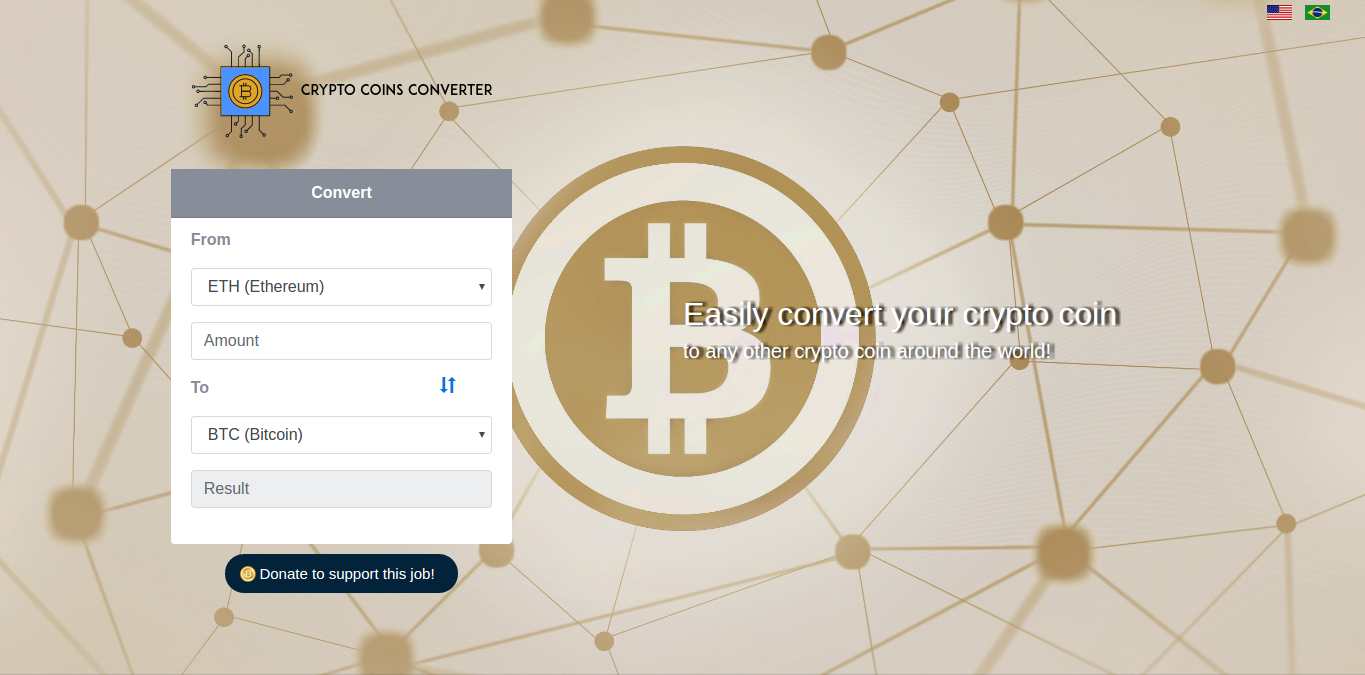 CRYPTO COINS CONVERTER
Convert
From
ETH (Ethereum)
Amount
To
BTC (Bitcoin)
Result
Donate to support this job!
Easily convert your crypto coin
to any other crypto coin around the world!